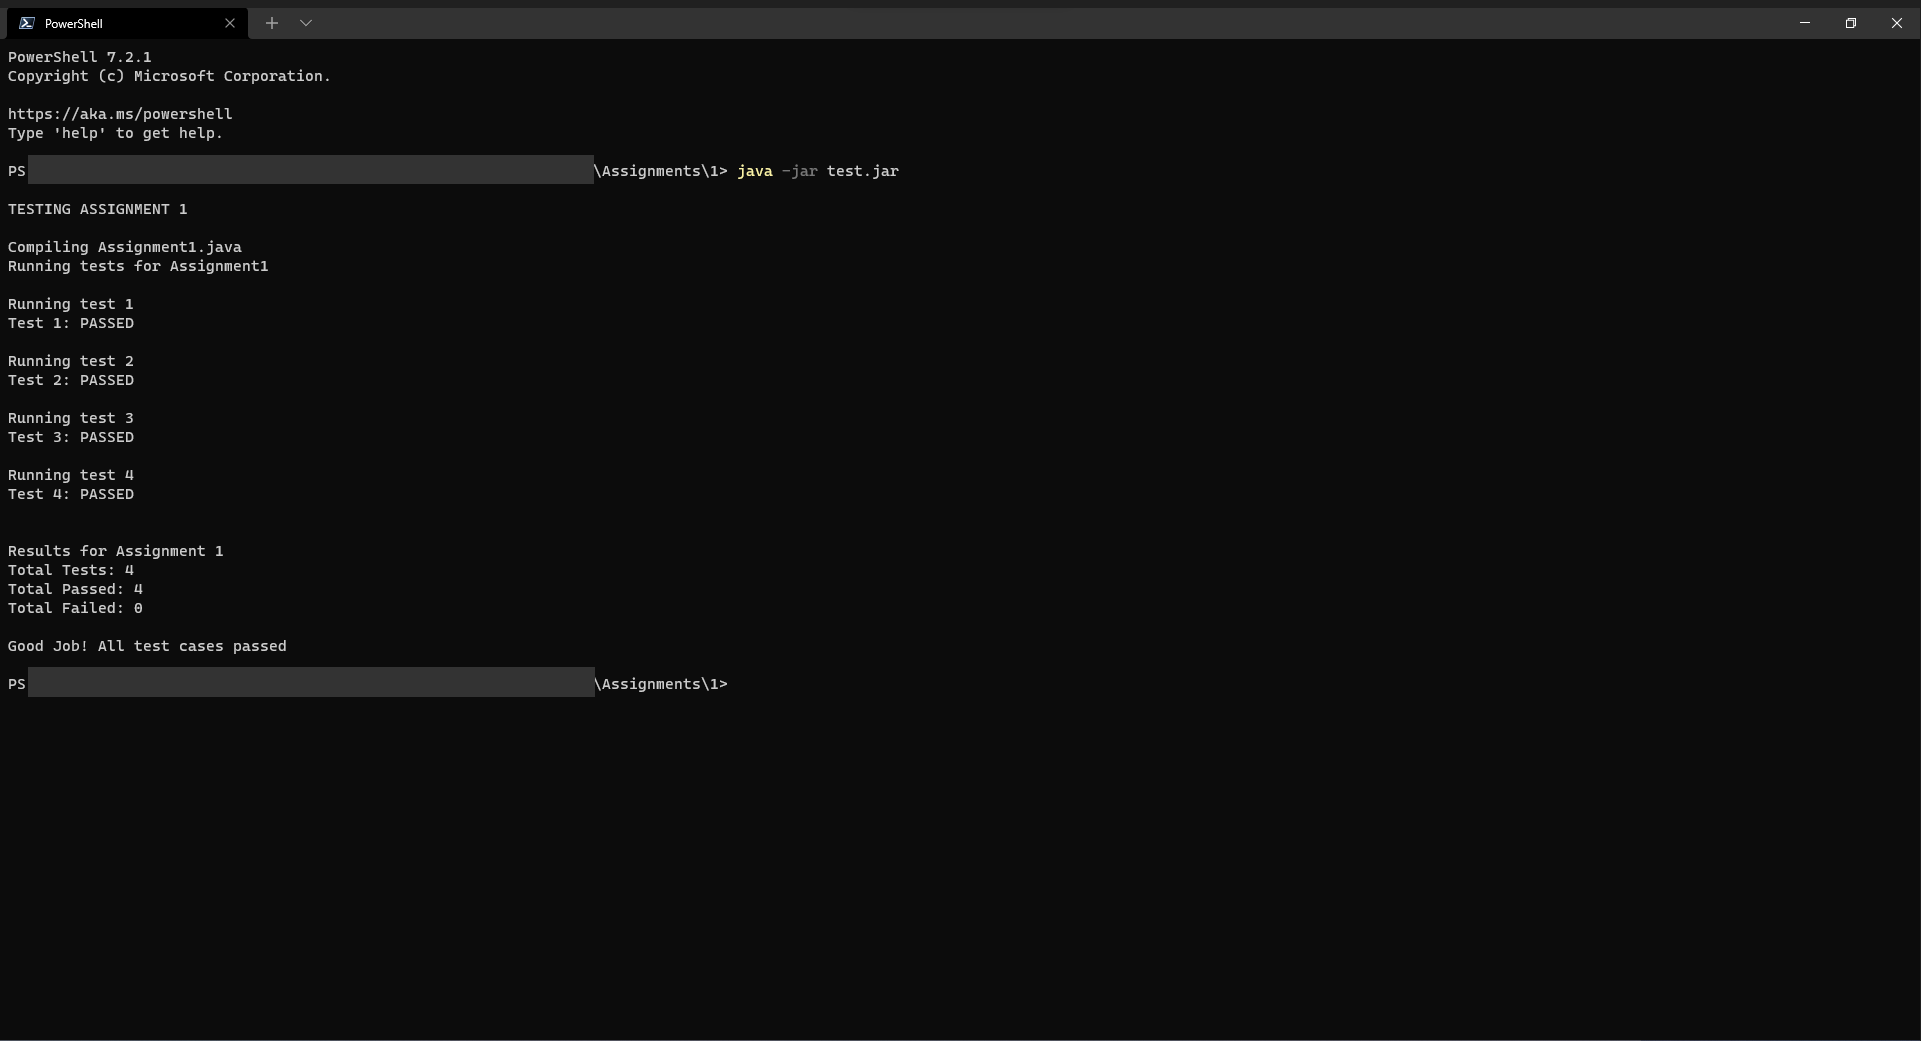 PowerShell
PowerShell 7.2.1
Copyright (c) Microsoft Corporation.
https://aka.ms/powershell
Type 'help' to get help.
PS \Assignments\1> java -jar test.jar
TESTING ASSIGNMENT 1
Compiling Assignment1.java
Running tests for Assignment1
Running test 1
Test 1: PASSED
Running test 2
Test 2: PASSED
Running test 3
Test 3: PASSED
Running test 4
Test 4: PASSED
Results for Assignment 1
Total Tests: 4
Total Passed: 4
Total Failed: 0
Good Job! All test cases passed
PS \Assignments\1>